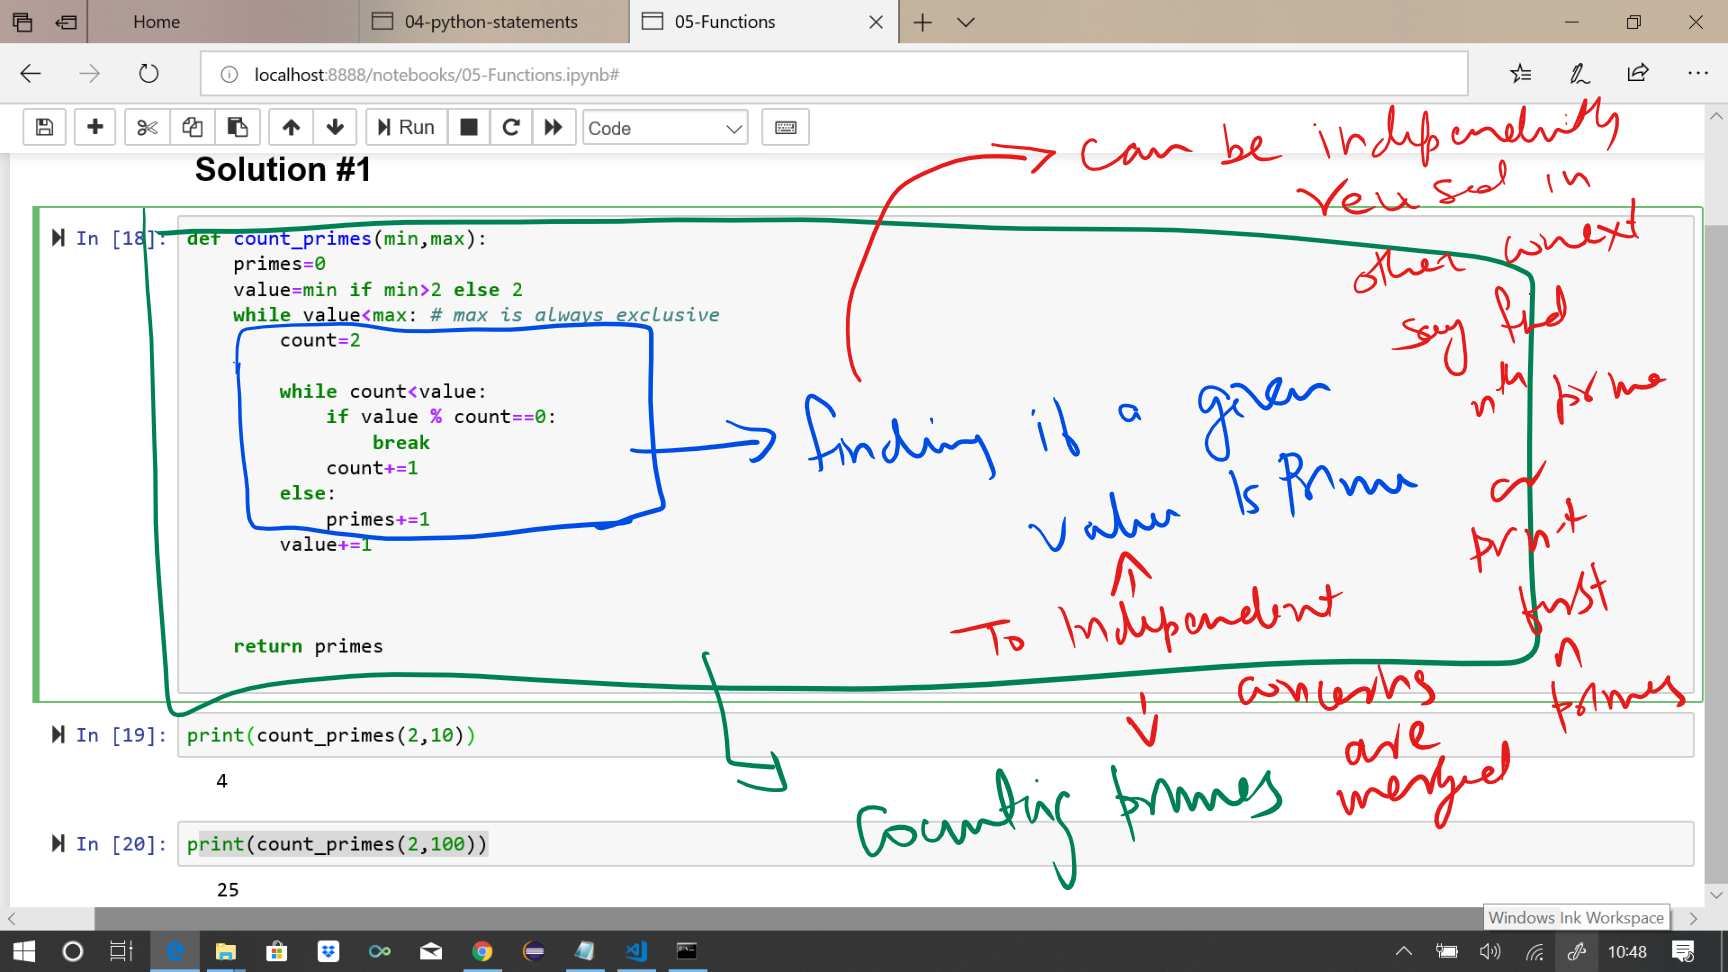 Home
04-python-statements
05-Functions
localhost:8888/notebooks/05-Functions.ipynb#
Run
Code
Solution #1
In [18]:
def count_primes(min,max):
primes=0
value=min if min>2 else 2
while value<max: # max is always exclusive
count=2
while count<value:
if value % count==0:
break
count+=1
else:
primes+=1
value+=1
return primes
can be independently
reused in
other conext
say find
nth prime
or
print
first
n
primes
finding if a given
value is Prime
To Independent
concerns
are
merged
In [19]: print(count_primes(2,10))
4
counting primes
In [20]: print(count_primes(2,100))
25
Windows Ink Workspace
10:48